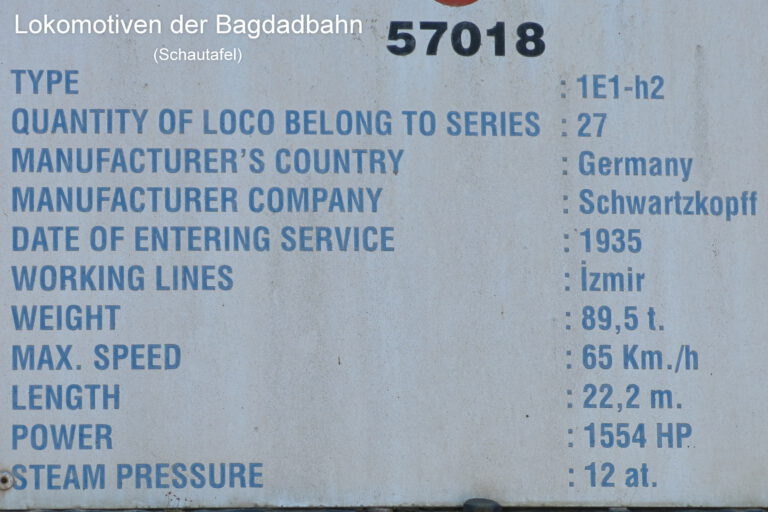 Lokomotiven der Bagdadbahn
(Schautafel)
57018
TYPE : 1E1-h2
QUANTITY OF LOCO BELONG TO SERIES : 27
MANUFACTURER'S COUNTRY : Germany
MANUFACTURER COMPANY : Schwartzkopff
DATE OF ENTERING SERVICE : 1935
WORKING LINES : İzmir
WEIGHT : 89,5 t.
MAX. SPEED : 65 Km./h
LENGTH : 22,2 m.
POWER : 1554 HP
STEAM PRESSURE : 12 at.